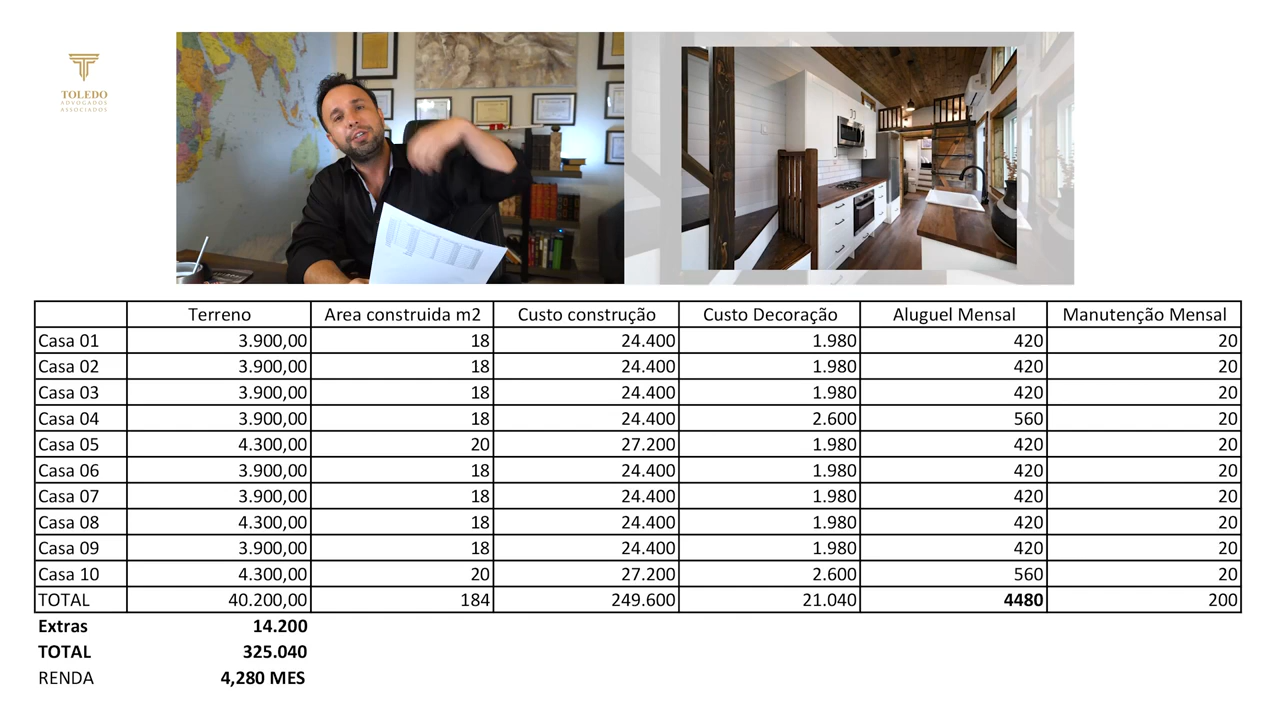 TOLEDO
ADVOGADOS
ASSOCIADOS
Terreno Area construida m2 Custo construção Custo Decoração Aluguel Mensal Manutenção Mensal
Casa 01 3.900,00 18 24.400 1.980 420 20
Casa 02 3.900,00 18 24.400 1.980 420 20
Casa 03 3.900,00 18 24.400 1.980 420 20
Casa 04 3.900,00 18 24.400 2.600 560 20
Casa 05 4.300,00 20 27.200 1.980 420 20
Casa 06 3.900,00 18 24.400 1.980 420 20
Casa 07 3.900,00 18 24.400 1.980 420 20
Casa 08 4.300,00 18 24.400 1.980 420 20
Casa 09 3.900,00 18 24.400 1.980 420 20
Casa 10 4.300,00 20 27.200 2.600 560 20
TOTAL 40.200,00 184 249.600 21.040 4480 200
Extras 14.200
TOTAL 325.040
RENDA 4,280 MES